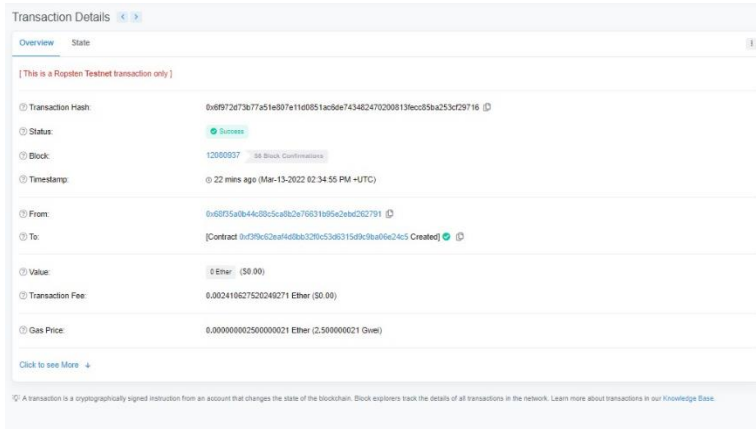 Transaction Details < >
Overview State
[ This is a Ropsten Testnet transaction only ]
Transaction Hash: 0x6f972d73b77a51e807e11d0851ac6de743482470200813fecc85ba253cf29716
Status: Success
Block: 12080937 58 Block Confirmations
Timestamp: 22 mins ago (Mar-13-2022 02:34:55 PM +UTC)
From: 0x68f35a0b44c08c5ca8b2e76631b95e2ebd262791
To: [Contract 0xf3f9c62eaf4d8bb32f0c53d6315d9c9ba06e24c5 Created]
Value: 0 Ether ($0.00)
Transaction Fee: 0.002410627520249271 Ether ($0.00)
Gas Price: 0.000000002500000021 Ether (2.500000021 Gwei)
Click to see More
A transaction is a cryptographically signed instruction from an account that changes the state of the blockchain. Block explorers track the details of all transactions in the network. Learn more about transactions in our Knowledge Base.